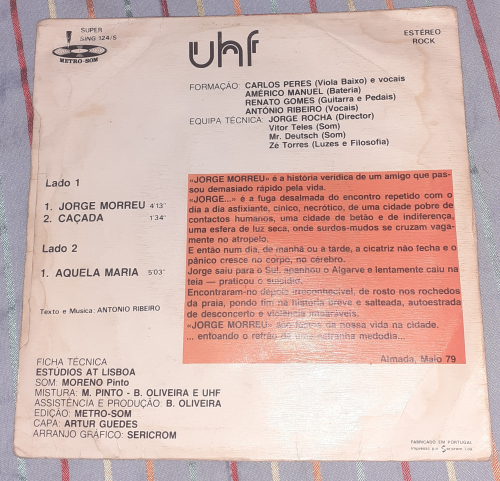 SUPER
SING 124/S
METRO-SOM
uhf
ESTÉREO
ROCK
FORMAÇÃO: CARLOS PERES (Viola Baixo) e vocais
AMÉRICO MANUEL (Bateria)
RENATO GOMES (Guitarra e Pedais)
ANTÓNIO RIBEIRO (Vocais)
EQUIPA TÉCNICA: JORGE ROCHA (Director)
Vitor Teles (Som)
Mr. Deutsch (Som)
Zé Torres (Luzes e Filosofia)
Lado 1
1. JORGE MORREU 4'13"
2. CAÇADA 1'34"
Lado 2
1. AQUELA MARIA 5'03"
Texto e Musica: ANTONIO RIBEIRO
«JORGE MORREU» é a história verídica de um amigo que pas-
sou demasiado rápido pela vida.
«JORGE...» é a fuga desalmada do encontro repetido com o
dia a dia asfixiante, cínico, necrótico, de uma cidade pobre de
contactos humanos, uma cidade de betão e de indiferença,
uma esfera de luz seca, onde surdos-mudos se cruzam vaga-
mente no atropelo.
E então num dia, de manhã ou a tarde, a cicatriz não fecha e o
pânico cresce no corpo, no cérebro.
Jorge saiu para o Sul, apanhou o Algarve e lentamente caiu na
teia — praticou o suicídio.
Encontraram-no depois irreconhecível, de rosto nos rochedos
da praia, pondo fim na história breve e salteada, autoestrada
de desconcerto e violência imparáveis.
«JORGE MORREU» aos da nossa vida na cidade.
... entoando o refrão de uma estranha medodia...
Almada, Maio 79
FICHA TÉCNICA
ESTÚDIOS AT LISBOA
SOM: MORENO Pinto
MISTURA: M. PINTO - B. OLIVEIRA E UHF
ASSISTÊNCIA E PRODUÇÃO: B. OLIVEIRA
EDIÇÃO: METRO-SOM
CAPA: ARTUR GUEDES
ARRANJO GRÁFICO: SERICROM
FABRICADO EM PORTUGAL
Impresso por Sericrom